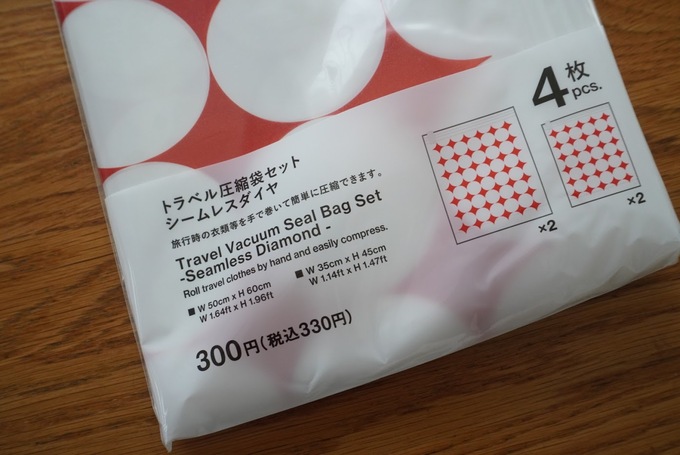 4枚
pcs.
×2
×2
トラベル圧縮袋セット
シームレスダイヤ
旅行時の衣類等を手で巻いて簡単に圧縮できます。
Travel Vacuum Seal Bag Set
-Seamless Diamond -
Roll travel clothes by hand and easily compress.
■ W 50cm x H 60cm
W 1.64ft x H 1.96ft
■ W 35cm x H 45cm
W 1.14ft x H 1.47ft
300円(税込330円)